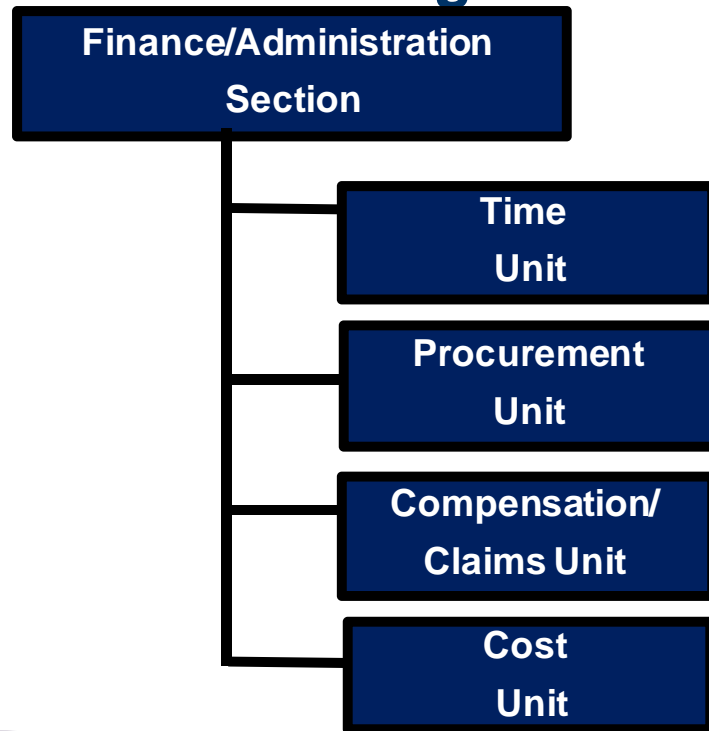 Finance/Administration
Section
Time
Unit
Procurement
Unit
Compensation/
Claims Unit
Cost
Unit